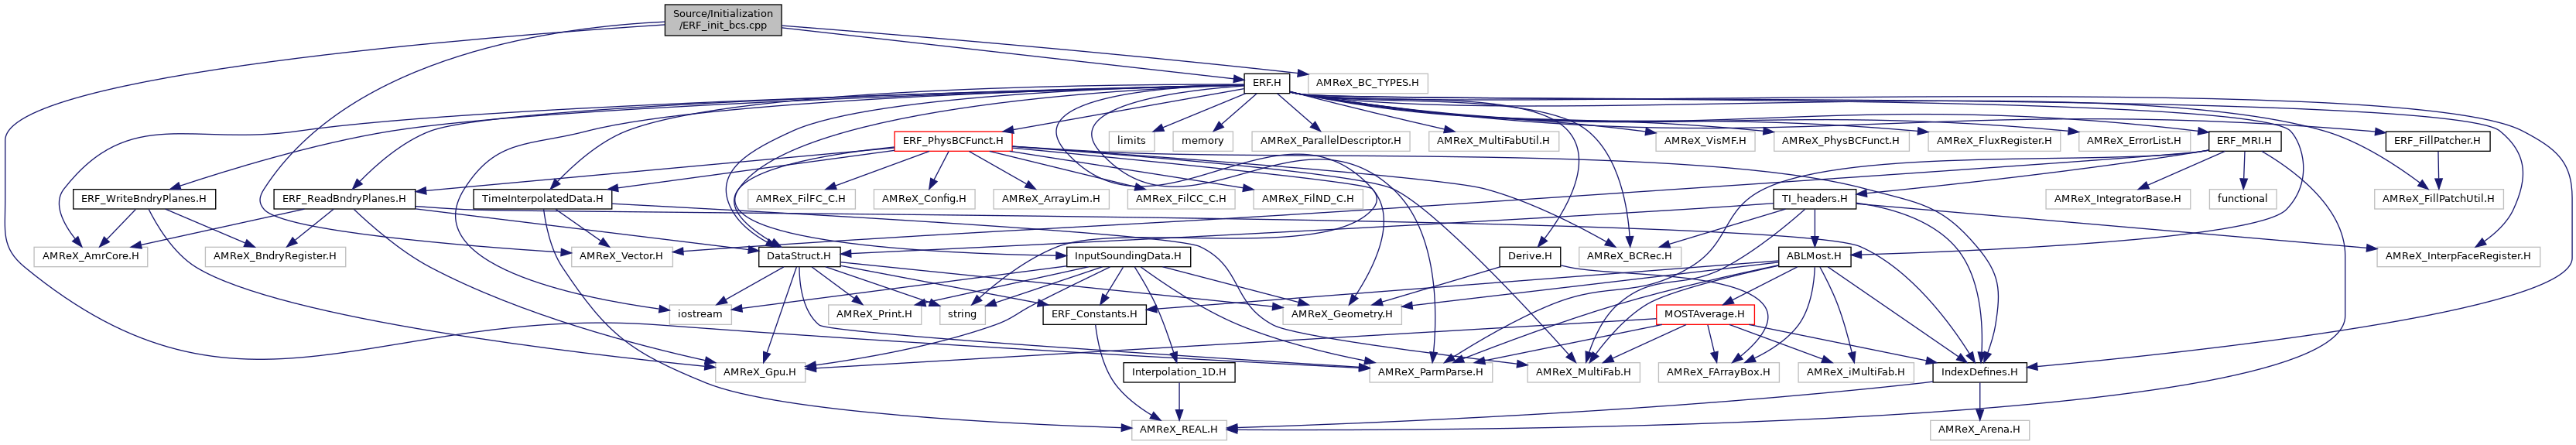 Source/Initialization
/ERF_init_bcs.cpp
ERF.H
AMReX_BC_TYPES.H
ERF_PhysBCFunct.H
limits
memory
AMReX_ParallelDescriptor.H
AMReX_MultiFabUtil.H
AMReX_VisMF.H
AMReX_PhysBCFunct.H
AMReX_FluxRegister.H
AMReX_ErrorList.H
ERF_MRI.H
ERF_FillPatcher.H
ERF_WriteBndryPlanes.H
ERF_ReadBndryPlanes.H
TimeInterpolatedData.H
AMReX_FilFC_C.H
AMReX_Config.H
AMReX_ArrayLim.H
AMReX_FilCC_C.H
AMReX_FilND_C.H
TI_headers.H
AMReX_IntegratorBase.H
functional
AMReX_FillPatchUtil.H
AMReX_AmrCore.H
AMReX_BndryRegister.H
AMReX_Vector.H
DataStruct.H
InputSoundingData.H
Derive.H
AMReX_BCRec.H
ABLMost.H
AMReX_InterpFaceRegister.H
iostream
AMReX_Print.H
string
ERF_Constants.H
AMReX_Geometry.H
MOSTAverage.H
AMReX_Gpu.H
Interpolation_1D.H
AMReX_ParmParse.H
AMReX_MultiFab.H
AMReX_FArrayBox.H
AMReX_iMultiFab.H
IndexDefines.H
AMReX_REAL.H
AMReX_Arena.H